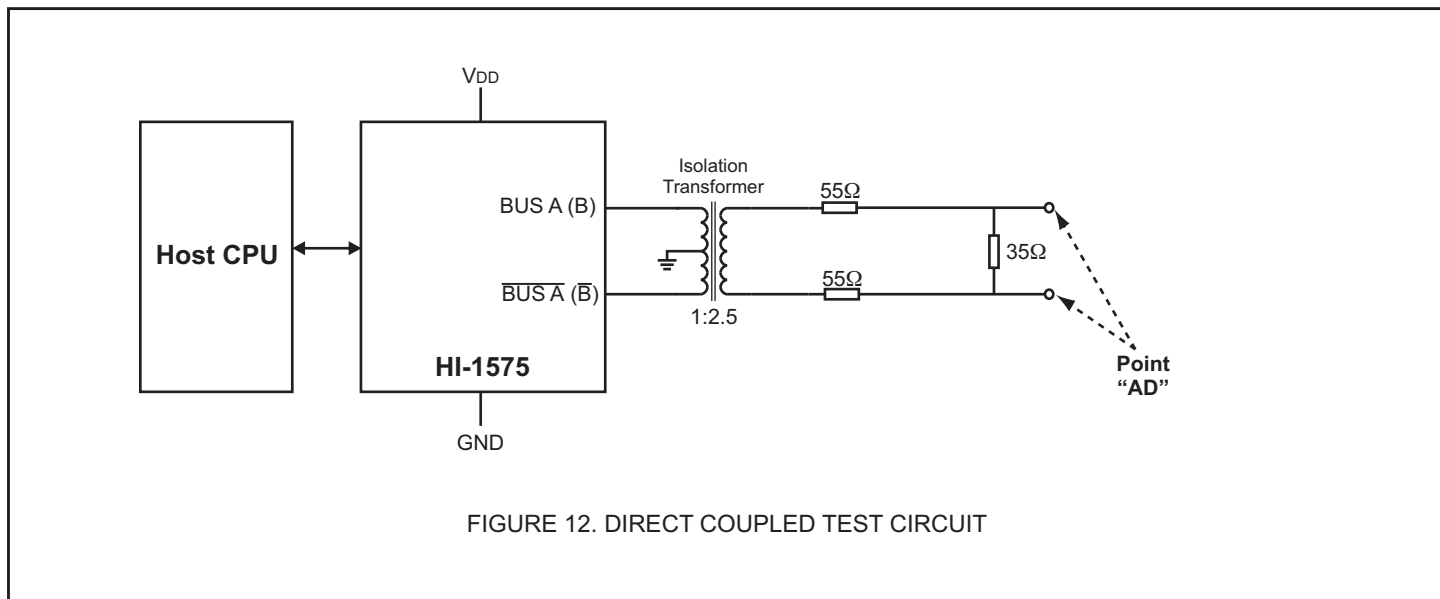 VDD
Isolation
Transformer
55Ω
BUS A (B)
Host CPU
35Ω
55Ω
BUS A (B)
1:2.5
HI-1575
Point
“AD”
GND
FIGURE 12. DIRECT COUPLED TEST CIRCUIT